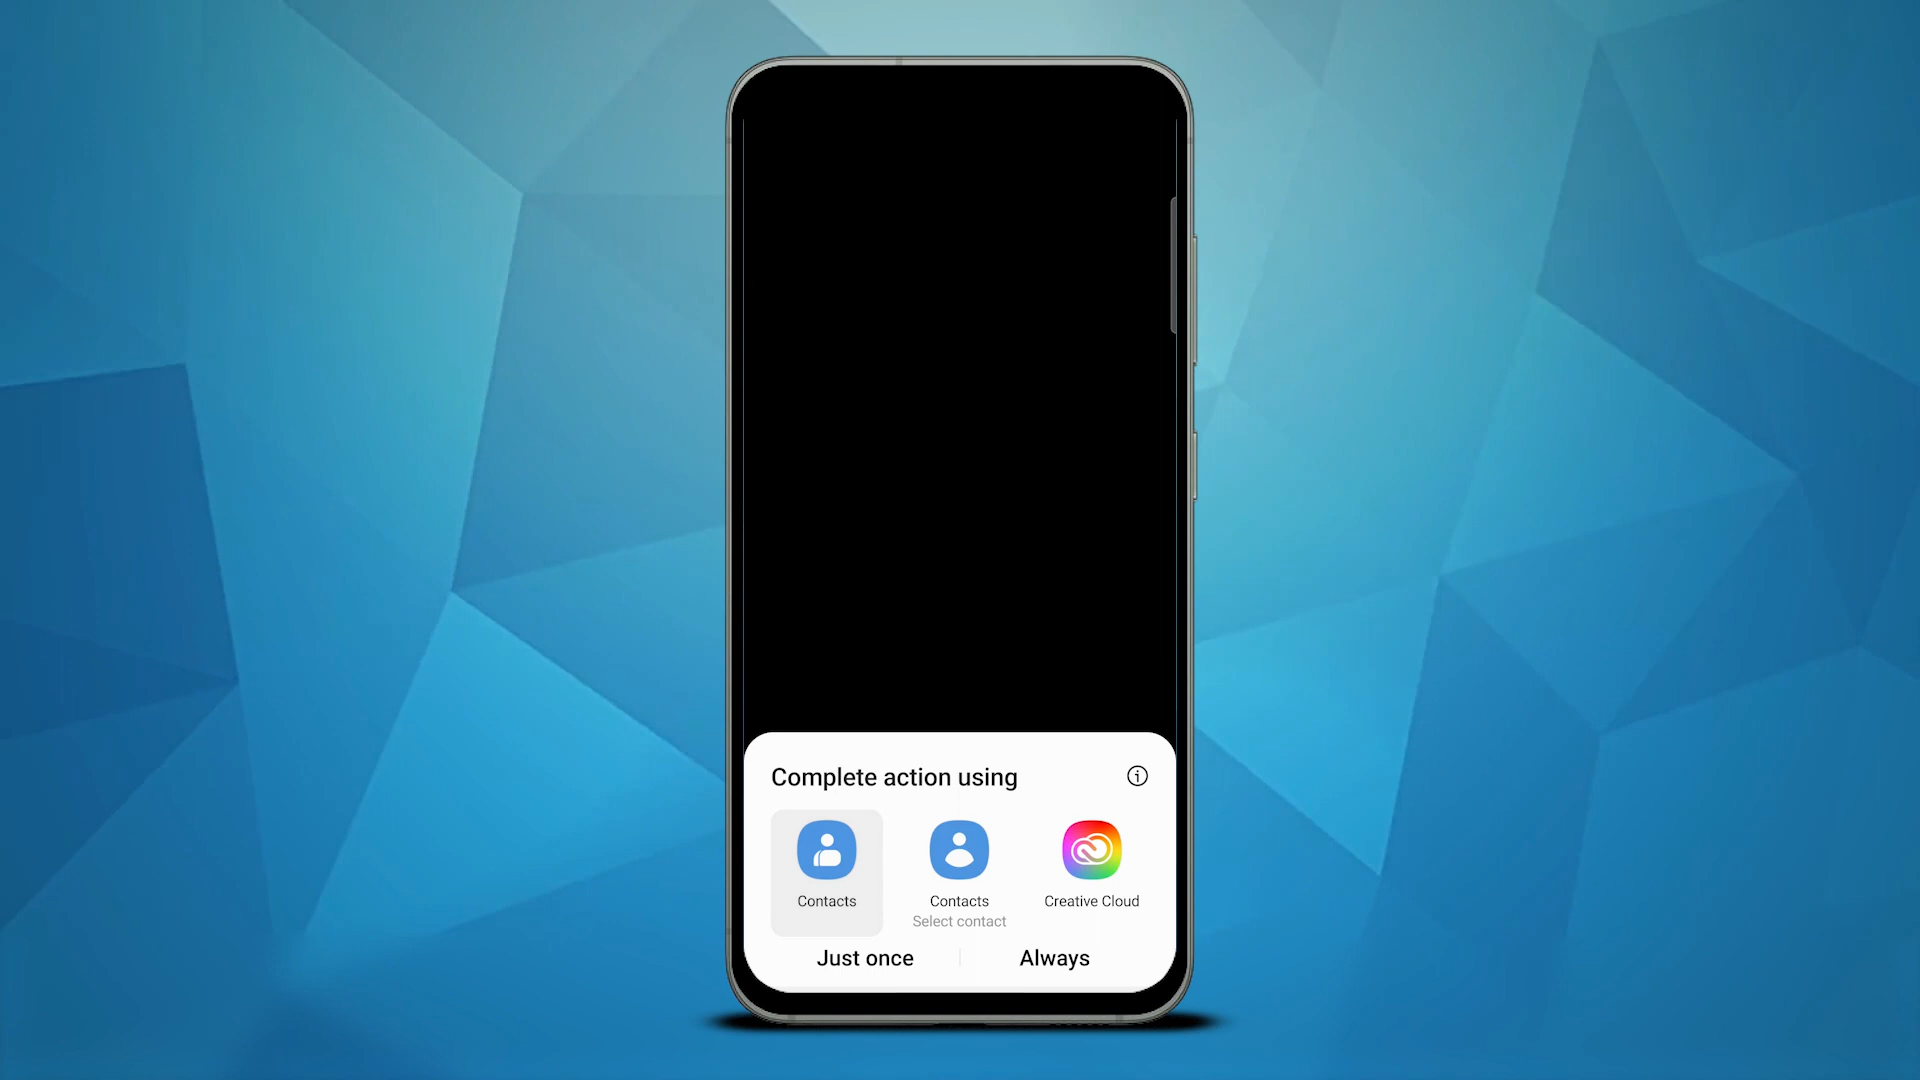 Complete action using
Contacts
Contacts
Select contact
Creative Cloud
Just once
Always